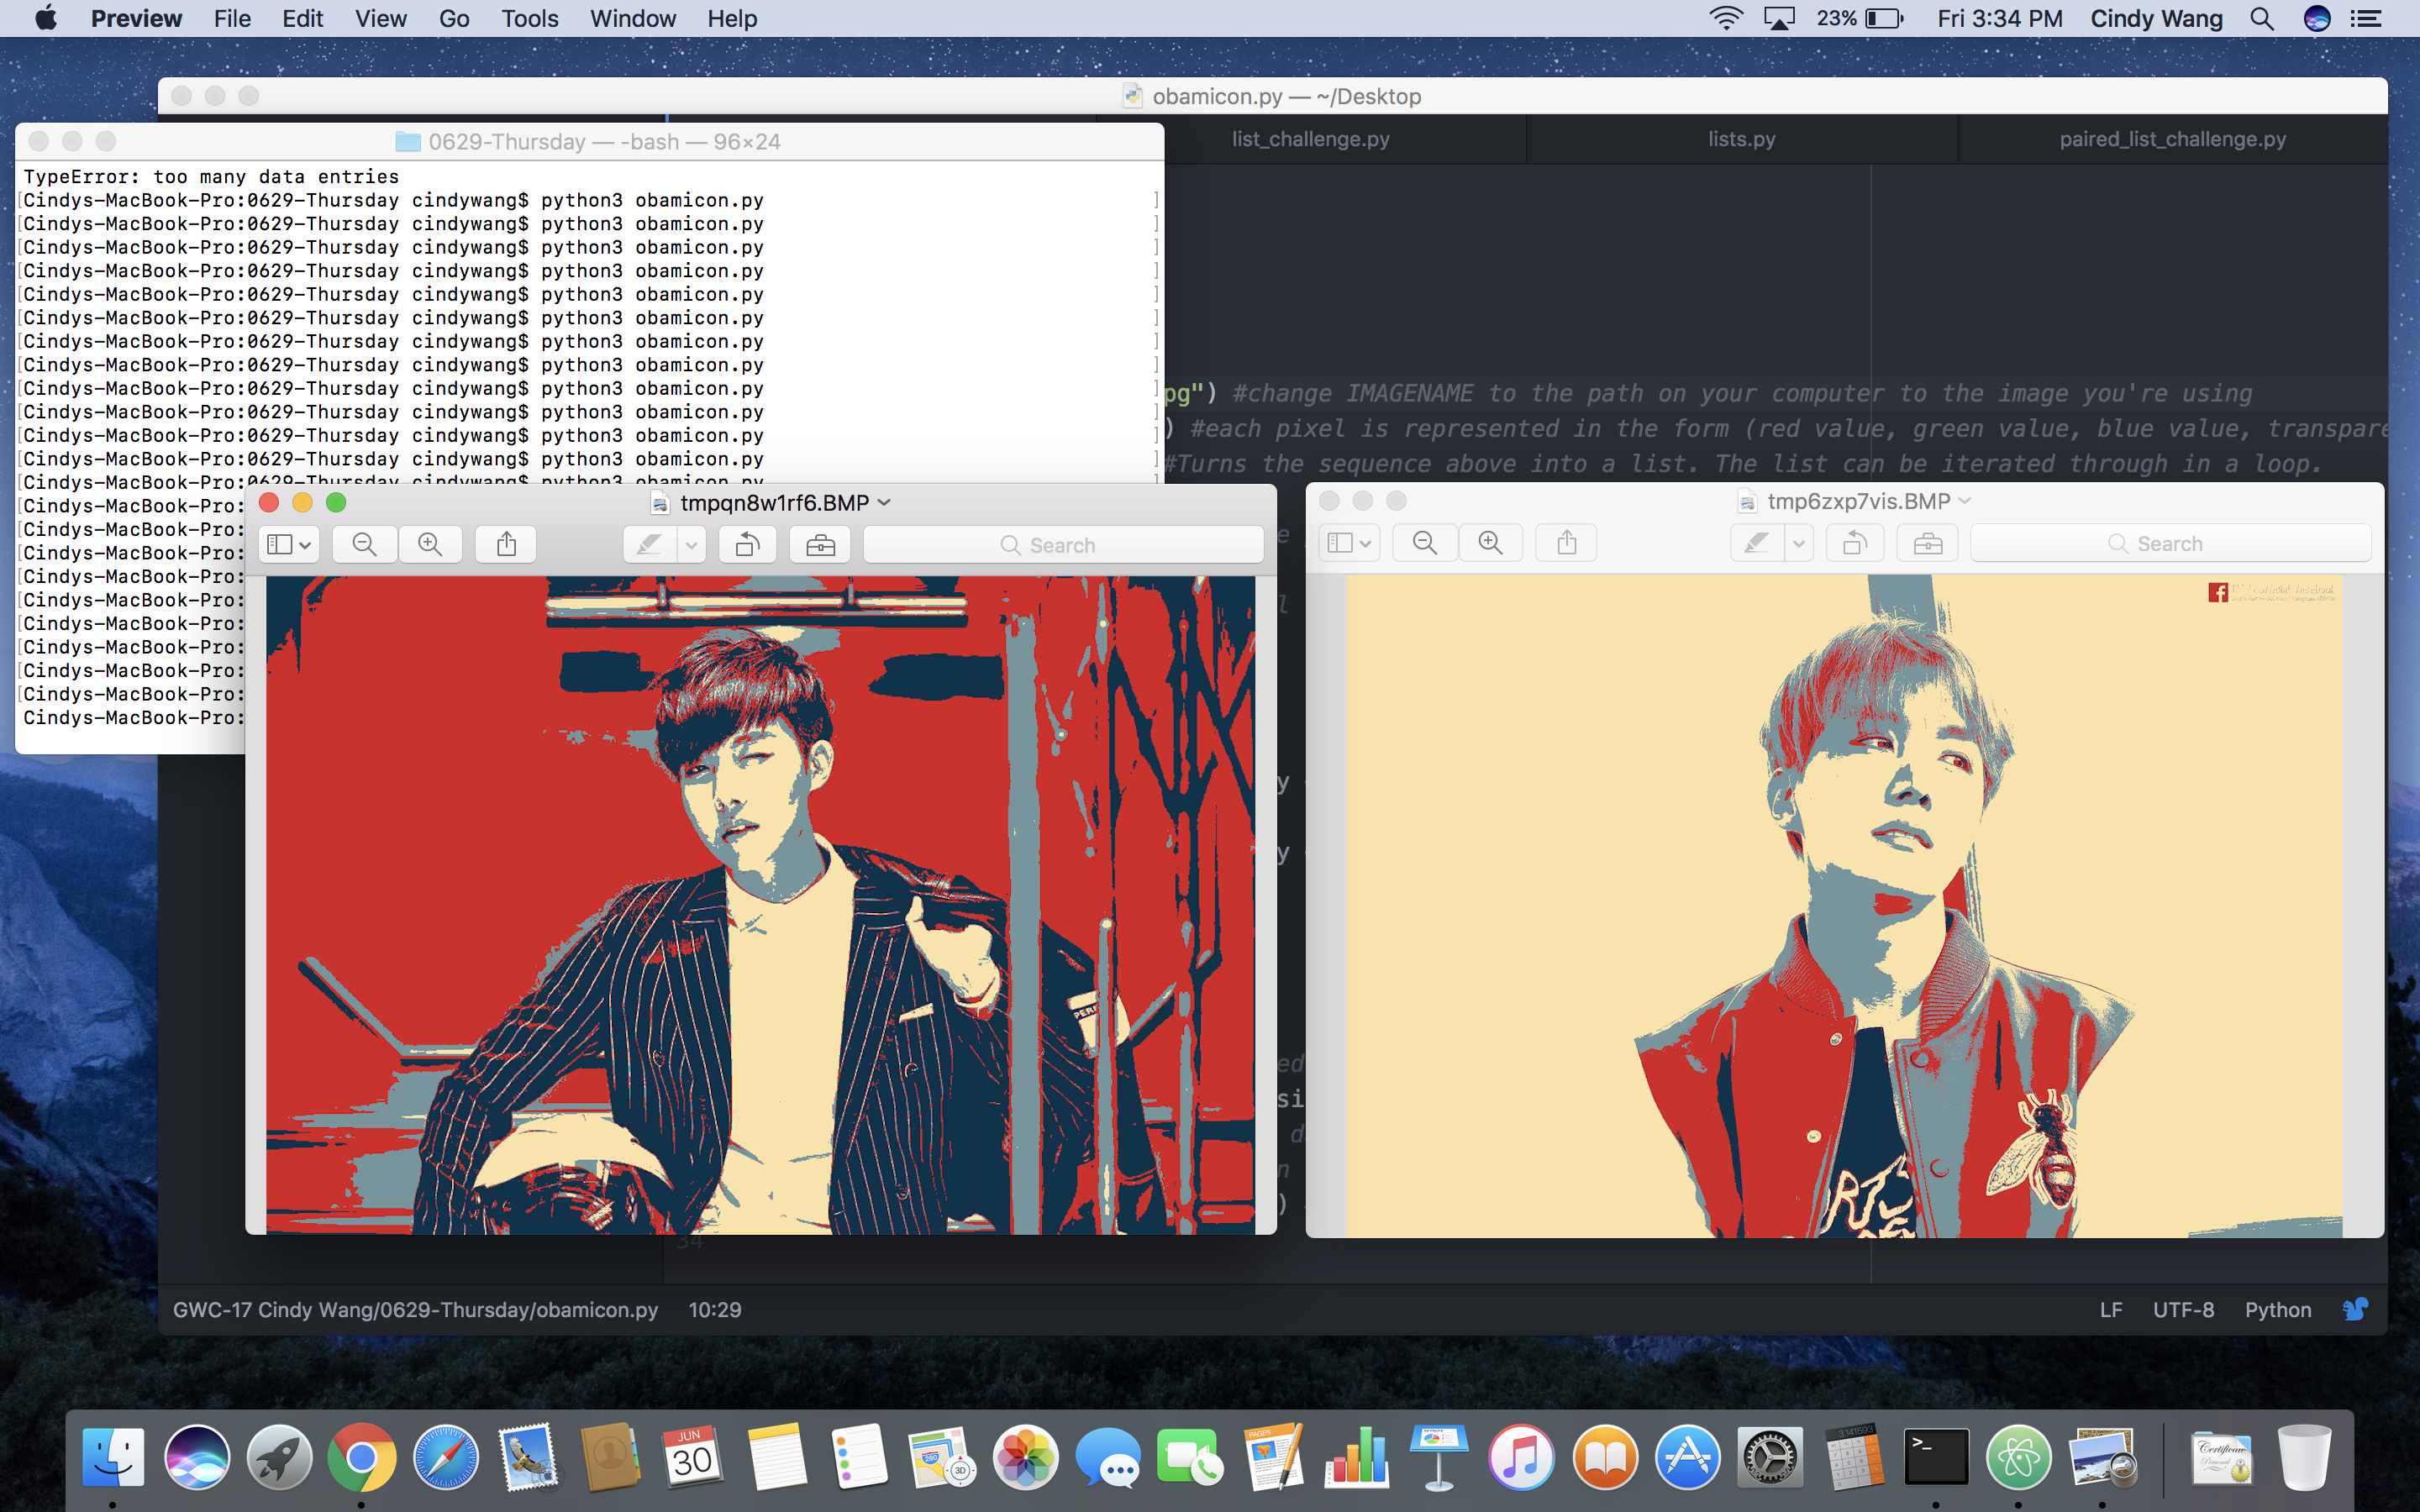 Preview File Edit View Go Tools Window Help 23% Fri 3:34 PM Cindy Wang
obamicon.py — ~/Desktop
list_challenge.py lists.py paired_list_challenge.py
0629-Thursday — -bash — 96×24
TypeError: too many data entries
[Cindys-MacBook-Pro:0629-Thursday cindywang$ python3 obamicon.py ]
[Cindys-MacBook-Pro:0629-Thursday cindywang$ python3 obamicon.py ]
[Cindys-MacBook-Pro:0629-Thursday cindywang$ python3 obamicon.py ]
[Cindys-MacBook-Pro:0629-Thursday cindywang$ python3 obamicon.py ]
[Cindys-MacBook-Pro:0629-Thursday cindywang$ python3 obamicon.py ]
[Cindys-MacBook-Pro:0629-Thursday cindywang$ python3 obamicon.py ]
[Cindys-MacBook-Pro:0629-Thursday cindywang$ python3 obamicon.py ]
[Cindys-MacBook-Pro:0629-Thursday cindywang$ python3 obamicon.py ]
[Cindys-MacBook-Pro:0629-Thursday cindywang$ python3 obamicon.py ]
[Cindys-MacBook-Pro:0629-Thursday cindywang$ python3 obamicon.py ]
[Cindys-MacBook-Pro:0629-Thursday cindywang$ python3 obamicon.py ]
[Cindys-MacBook-Pro:0629-Thursday cindywang$ python3 obamicon.py ]
[Cindys-MacBook-Pro:0629-Thursday cindywang$ python3 obamicon.py ]
[Cindys-MacBook-Pro:
[Cindys-MacBook-Pro:
[Cindys-MacBook-Pro:
[Cindys-MacBook-Pro:
[Cindys-MacBook-Pro:
[Cindys-MacBook-Pro:
[Cindys-MacBook-Pro:
[Cindys-MacBook-Pro:
[Cindys-MacBook-Pro:
Cindys-MacBook-Pro:
pg") #change IMAGENAME to the path on your computer to the image you're using
) #each pixel is represented in the form (red value, green value, blue value, transpare
#Turns the sequence above into a list. The list can be iterated through in a loop.
tmpqn8w1rf6.BMP
Search
tmp6zxp7vis.BMP
Search
e
l
y
y
ed
si
d
n
)
34
GWC-17 Cindy Wang/0629-Thursday/obamicon.py 10:29 LF UTF-8 Python
JUN
30
280
3D
PAGES
3.141593
>_
Certificate